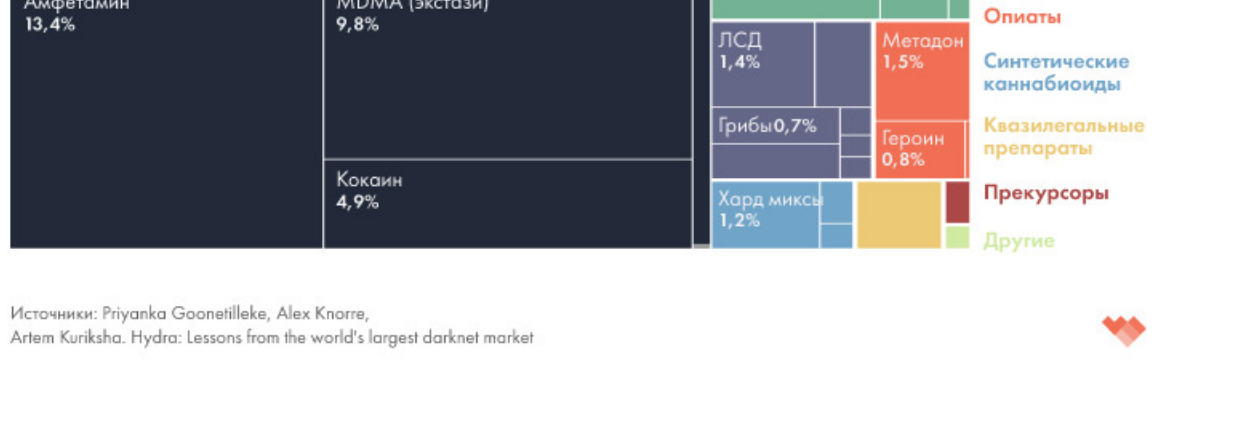 Амфетамин
13,4%
MDMA (экстази)
9,8%
Кокаин
4,9%
ЛСД
1,4%
Грибы 0,7%
Метадон
1,5%
Героин
0,8%
Хард миксы
1,2%
Опиаты
Синтетические
каннабиоиды
Квазилегальные
препараты
Прекурсоры
Другие
Источники: Priyanka Goonetilleke, Alex Knorre,
Artem Kuriksha. Hydra: Lessons from the world's largest darknet market